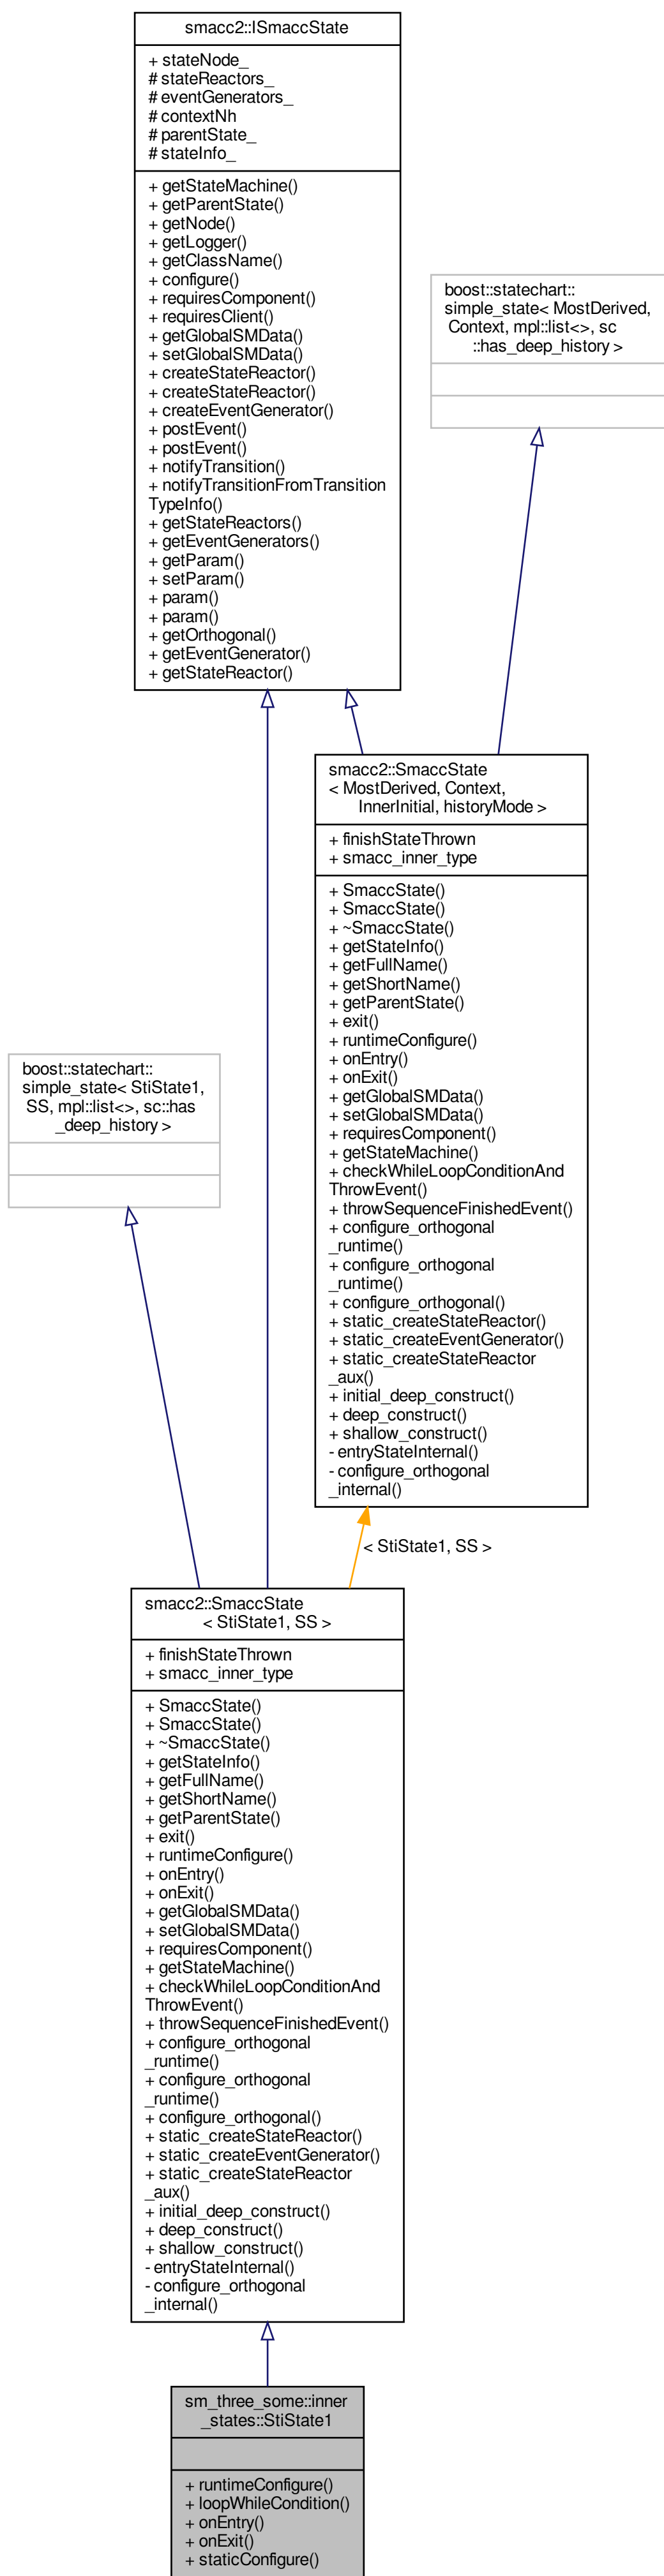 smacc2::ISmaccState
+ stateNode_
# stateReactors_
# eventGenerators_
# contextNh
# parentState_
# stateInfo_
+ getStateMachine()
+ getParentState()
+ getNode()
+ getLogger()
+ getClassName()
+ configure()
+ requiresComponent()
+ requiresClient()
+ getGlobalSMData()
+ setGlobalSMData()
+ createStateReactor()
+ createStateReactor()
+ createEventGenerator()
+ postEvent()
+ postEvent()
+ notifyTransition()
+ notifyTransitionFromTransition
TypeInfo()
+ getStateReactors()
+ getEventGenerators()
+ getParam()
+ setParam()
+ param()
+ param()
+ getOrthogonal()
+ getEventGenerator()
+ getStateReactor()
boost::statechart::
simple_state< MostDerived,
Context, mpl::list<>, sc
::has_deep_history >
smacc2::SmaccState
< MostDerived, Context,
InnerInitial, historyMode >
+ finishStateThrown
+ smacc_inner_type
+ SmaccState()
+ SmaccState()
+ ~SmaccState()
+ getStateInfo()
+ getFullName()
+ getShortName()
+ getParentState()
+ exit()
+ runtimeConfigure()
+ onEntry()
+ onExit()
+ getGlobalSMData()
+ setGlobalSMData()
+ requiresComponent()
+ getStateMachine()
+ checkWhileLoopConditionAnd
ThrowEvent()
+ throwSequenceFinishedEvent()
+ configure_orthogonal
_runtime()
+ configure_orthogonal
_runtime()
+ configure_orthogonal()
+ static_createStateReactor()
+ static_createEventGenerator()
+ static_createStateReactor
_aux()
+ initial_deep_construct()
+ deep_construct()
+ shallow_construct()
- entryStateInternal()
- configure_orthogonal
_internal()
boost::statechart::
simple_state< StiState1,
SS, mpl::list<>, sc::has
_deep_history >
< StiState1, SS >
smacc2::SmaccState
< StiState1, SS >
+ finishStateThrown
+ smacc_inner_type
+ SmaccState()
+ SmaccState()
+ ~SmaccState()
+ getStateInfo()
+ getFullName()
+ getShortName()
+ getParentState()
+ exit()
+ runtimeConfigure()
+ onEntry()
+ onExit()
+ getGlobalSMData()
+ setGlobalSMData()
+ requiresComponent()
+ getStateMachine()
+ checkWhileLoopConditionAnd
ThrowEvent()
+ throwSequenceFinishedEvent()
+ configure_orthogonal
_runtime()
+ configure_orthogonal
_runtime()
+ configure_orthogonal()
+ static_createStateReactor()
+ static_createEventGenerator()
+ static_createStateReactor
_aux()
+ initial_deep_construct()
+ deep_construct()
+ shallow_construct()
- entryStateInternal()
- configure_orthogonal
_internal()
sm_three_some::inner
_states::StiState1
+ runtimeConfigure()
+ loopWhileCondition()
+ onEntry()
+ onExit()
+ staticConfigure()